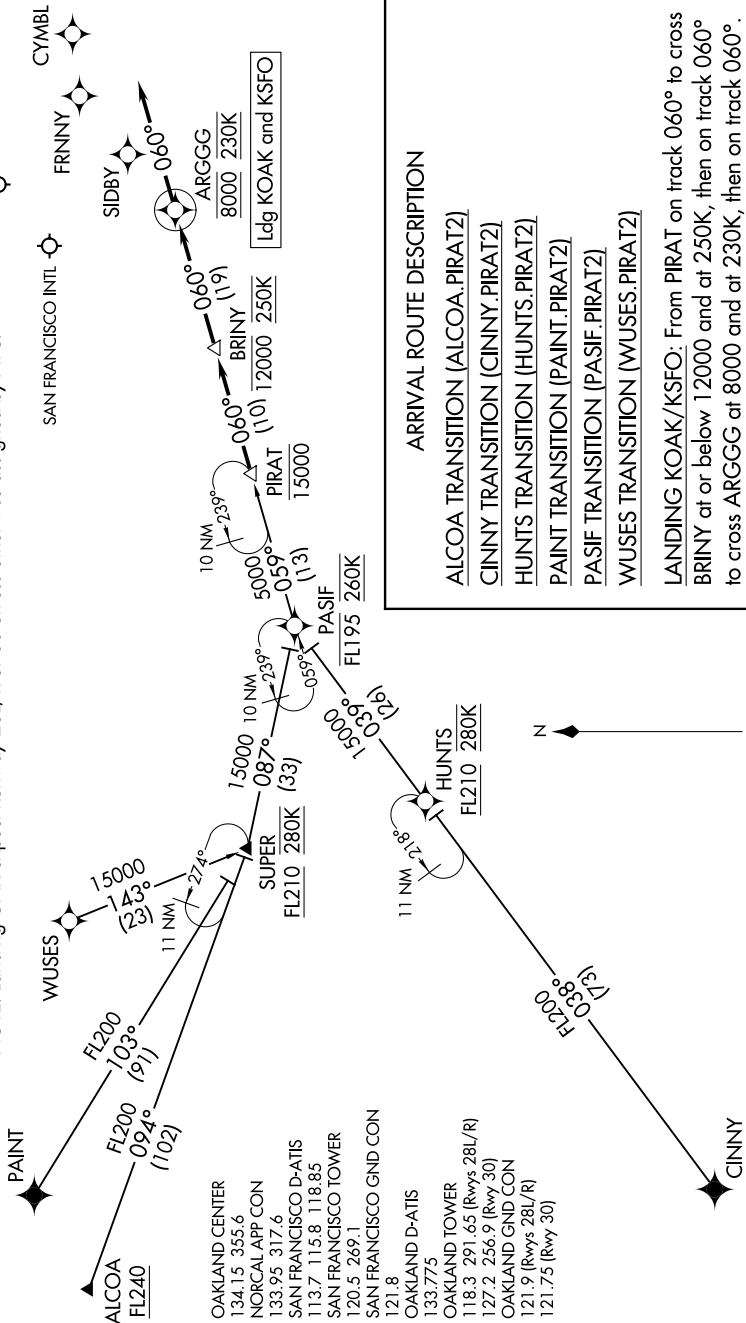 CYMBL
FRNNY
SIDBY
SAN FRANCISCO INTL
060°
ARGGG
8000 230K
Ldg KOAK and KSFO
060°
(19)
BRINY
12000 250K
060°
(10)
PIRAT
15000
10 NM
239°
5000
059°
(13)
PASIF
FL195 260K
10 NM
239°
059°
15000
087°
(33)
SUPER
FL210 280K
11 NM
274°
WUSES
15000
143°
(23)
PAINT
FL200
103°
(91)
ALCOA
FL240
FL200
094°
(102)
15000
039°
(26)
HUNTS
FL210 280K
11 NM
218°
FL200
038°
(73)
CINNY
N
OAKLAND CENTER
134.15 355.6
NORCAL APP CON
133.95 317.6
SAN FRANCISCO D-ATIS
113.7 115.8 118.85
SAN FRANCISCO TOWER
120.5 269.1
SAN FRANCISCO GND CON
121.8
OAKLAND D-ATIS
133.775
OAKLAND TOWER
118.3 291.65 (Rwys 28L/R)
127.2 256.9 (Rwy 30)
OAKLAND GND CON
121.9 (Rwys 28L/R)
121.75 (Rwy 30)
ARRIVAL ROUTE DESCRIPTION
ALCOA TRANSITION (ALCOA.PIRAT2)
CINNY TRANSITION (CINNY.PIRAT2)
HUNTS TRANSITION (HUNTS.PIRAT2)
PAINT TRANSITION (PAINT.PIRAT2)
PASIF TRANSITION (PASIF.PIRAT2)
WUSES TRANSITION (WUSES.PIRAT2)
LANDING KOAK/KSFO: From PIRAT on track 060° to cross
BRINY at or below 12000 and at 250K, then on track 060°
to cross ARGGG at 8000 and at 230K, then on track 060°.